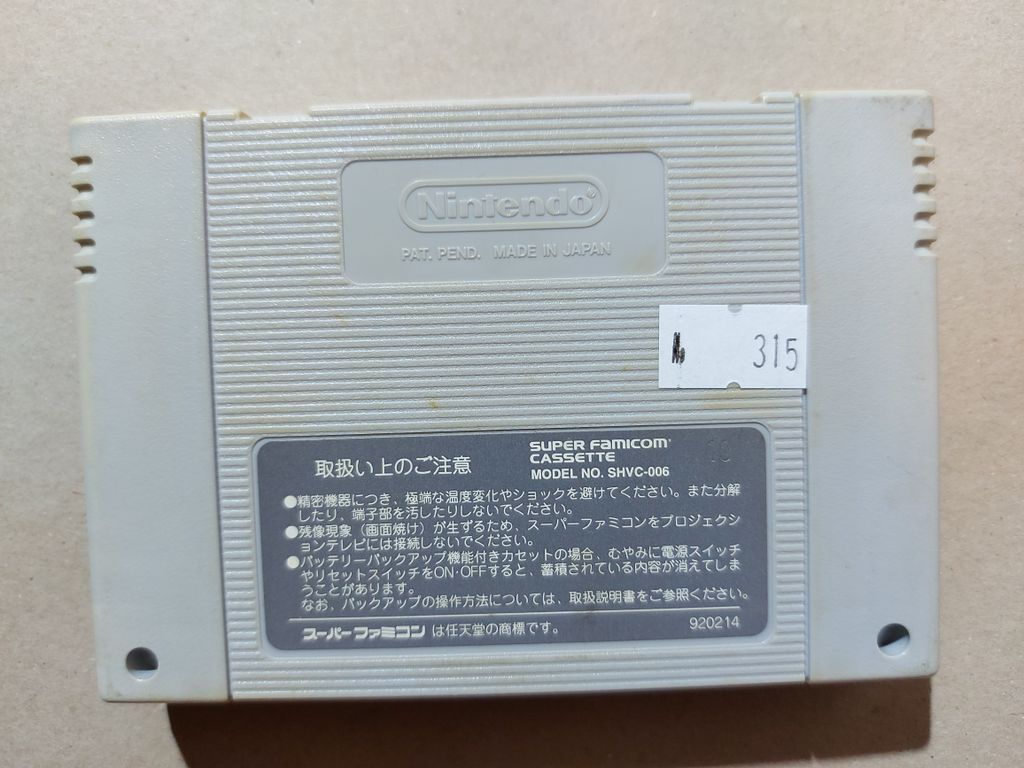 Nintendo®
PAT. PEND. MADE IN JAPAN
315
取扱い上のご注意
SUPER FAMICOM
CASSETTE
MODEL NO. SHVC-006
●精密機器につき、極端な温度変化やショックを避けてください。また分解
したり、端子部を汚したりしないでください。
●残像現象（画面焼け）が生ずるため、スーパーファミコンをプロジェクシ
ョンテレビには接続しないでください。
●バッテリーバックアップ機能付きカセットの場合、むやみに電源スイッチ
やリセットスイッチをON·OFFすると、蓄積されている内容が消えてしま
うことがあります。
なお、バックアップの操作方法については、取扱説明書をご参照ください。
スーパーファミコン は任天堂の商標です。
920214